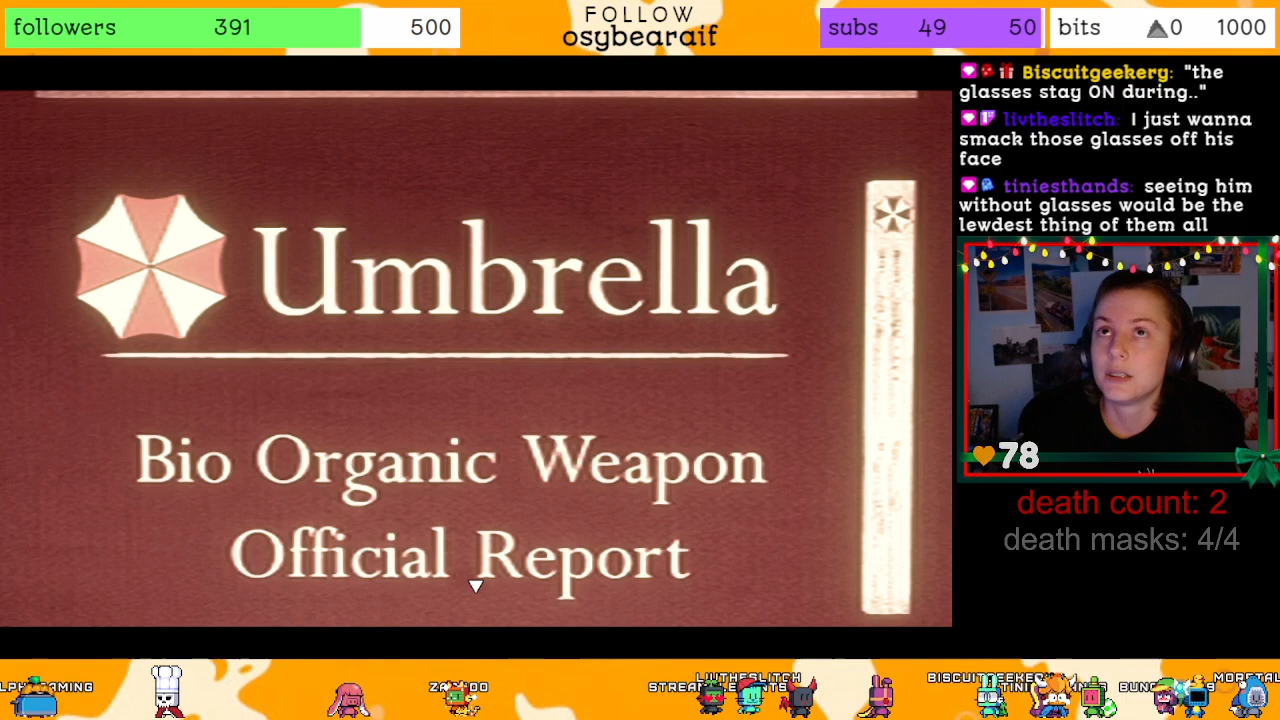 followers 391 500
FOLLOW
osybearaif
subs 49 50
bits 0 1000
Biscuitgeekerg: "the
glasses stay ON during.."
livtheslitch: I just wanna
smack those glasses off his
face
tiniesthands: seeing him
without glasses would be the
lewdest thing of them all
Umbrella
Bio Organic Weapon
Official Report
78
death count: 2
death masks: 4/4
LIVTHESLITCH